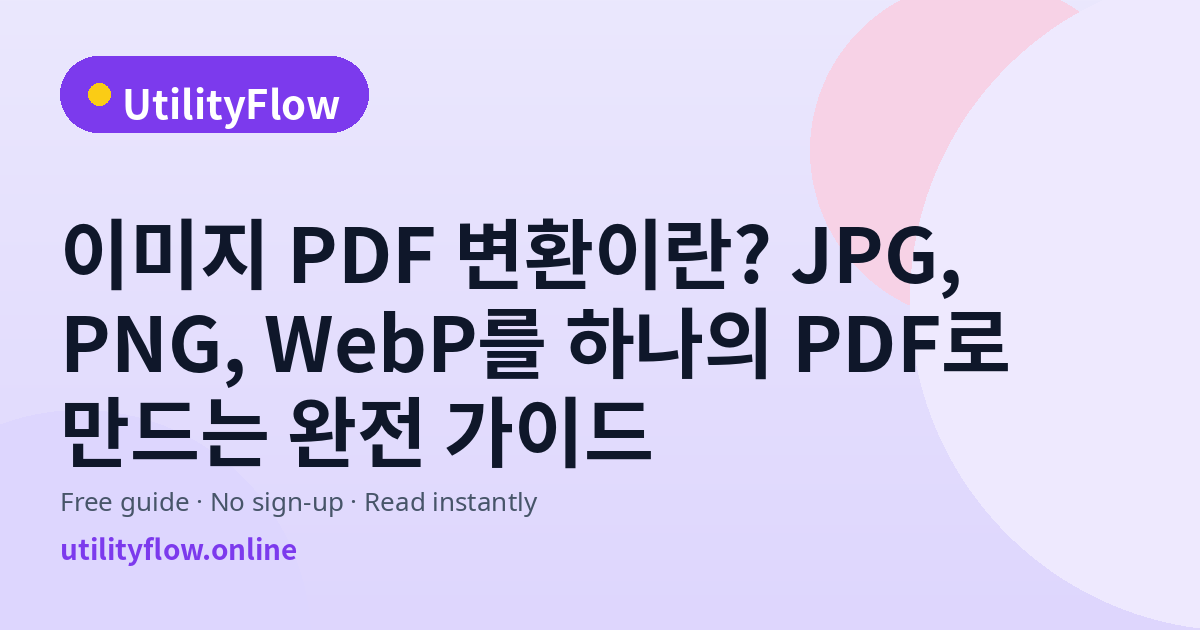 UtilityFlow
이미지 PDF 변환이란? JPG,
PNG, WebP를 하나의 PDF로
만드는 완전 가이드
Free guide · No sign-up · Read instantly
utilityflow.online